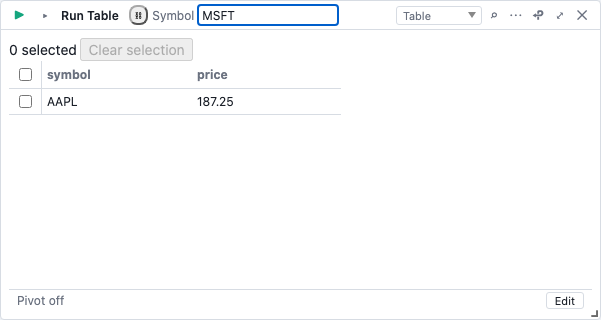 Run Table Symbol MSFT Table
0 selected Clear selection
symbol price
AAPL 187.25
Pivot off Edit